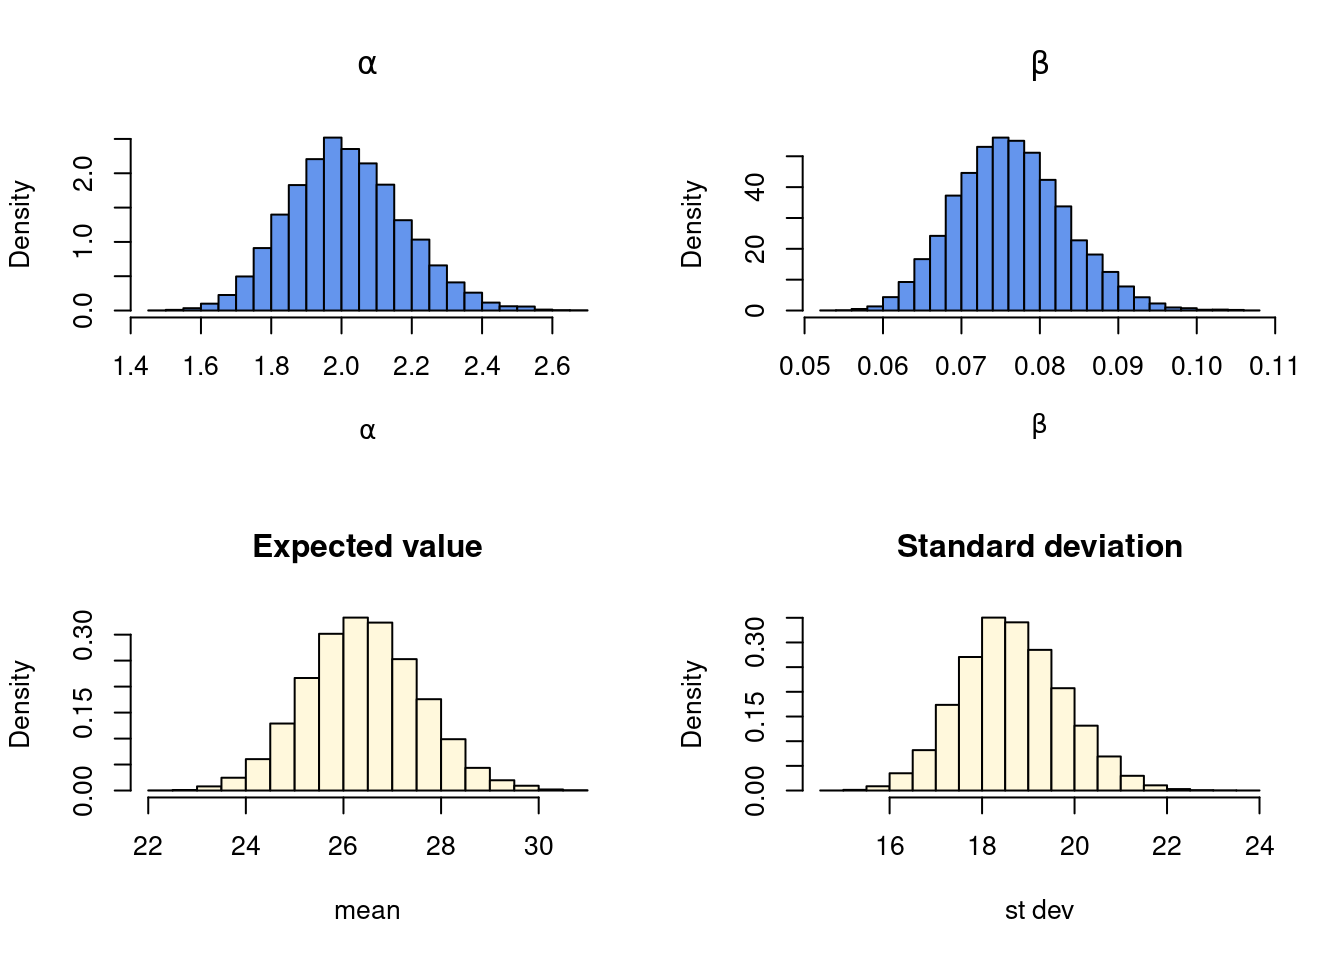 α
Density
0.0 1.0 2.0
1.4 1.6 1.8 2.0 2.2 2.4 2.6
α
β
Density
0 20 40
0.05 0.06 0.07 0.08 0.09 0.10 0.11
β
Expected value
Density
0.00 0.15 0.30
22 24 26 28 30
mean
Standard deviation
Density
0.00 0.15 0.30
16 18 20 22 24
st dev